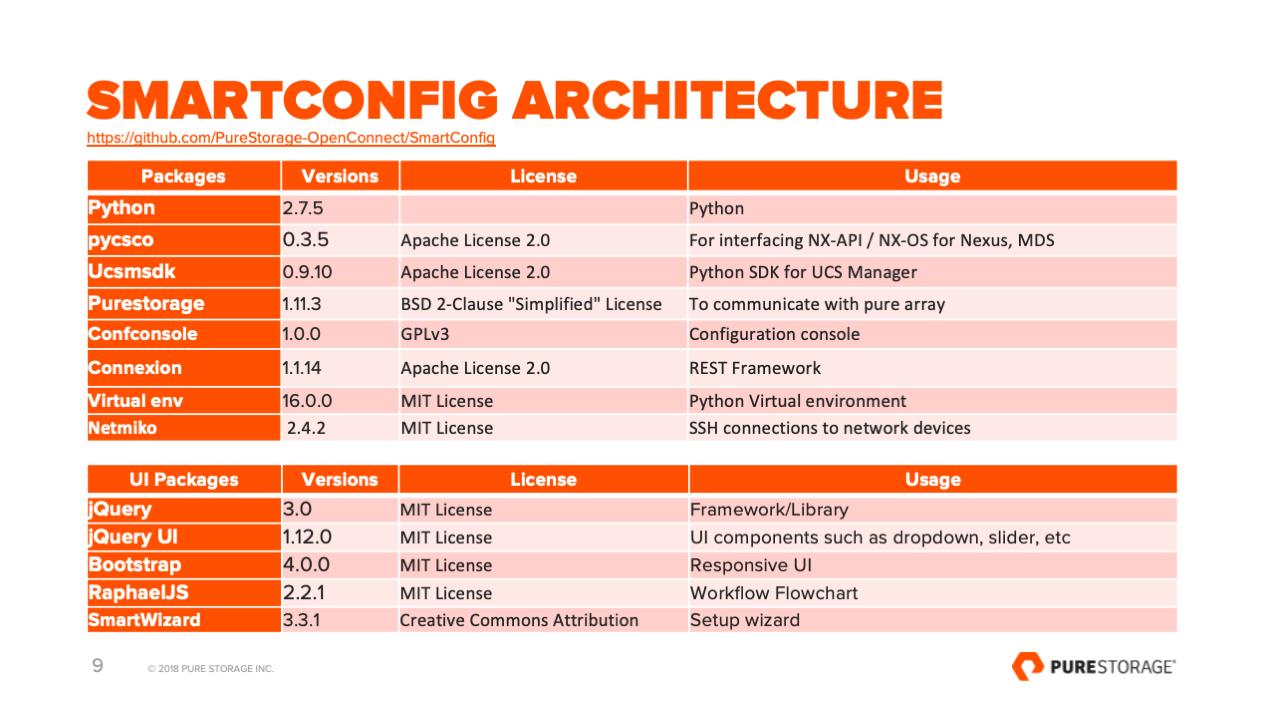 SMARTCONFIG ARCHITECTURE
https://github.com/PureStorage-OpenConnect/SmartConfig
Packages Versions License Usage
Python 2.7.5 Python
pycsco 0.3.5 Apache License 2.0 For interfacing NX-API / NX-OS for Nexus, MDS
Ucsmsdk 0.9.10 Apache License 2.0 Python SDK for UCS Manager
Purestorage 1.11.3 BSD 2-Clause "Simplified" License To communicate with pure array
Confconsole 1.0.0 GPLv3 Configuration console
Connexion 1.1.14 Apache License 2.0 REST Framework
Virtual env 16.0.0 MIT License Python Virtual environment
Netmiko 2.4.2 MIT License SSH connections to network devices
UI Packages Versions License Usage
jQuery 3.0 MIT License Framework/Library
jQuery UI 1.12.0 MIT License UI components such as dropdown, slider, etc
Bootstrap 4.0.0 MIT License Responsive UI
RaphaelJS 2.2.1 MIT License Workflow Flowchart
SmartWizard 3.3.1 Creative Commons Attribution Setup wizard
9 © 2018 PURE STORAGE INC. PURESTORAGE®